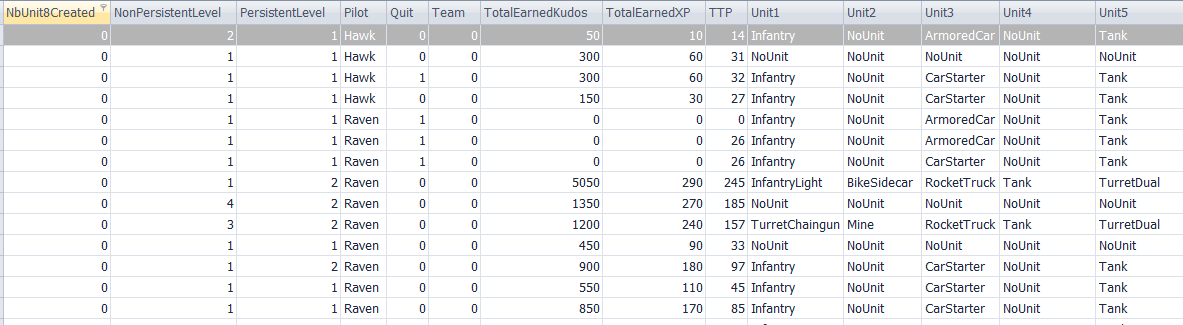 NbUnit8Created NonPersistentLevel PersistentLevel Pilot Quit Team TotalEarnedKudos TotalEarnedXP TTP Unit1 Unit2 Unit3 Unit4 Unit5
0 2 1 Hawk 0 0 50 10 14 Infantry NoUnit ArmoredCar NoUnit Tank
0 1 1 Hawk 0 0 300 60 31 NoUnit NoUnit NoUnit NoUnit NoUnit
0 1 1 Hawk 1 0 300 60 32 Infantry NoUnit CarStarter NoUnit Tank
0 1 1 Hawk 0 0 150 30 27 Infantry NoUnit CarStarter NoUnit Tank
0 1 1 Raven 1 0 0 0 0 Infantry NoUnit ArmoredCar NoUnit Tank
0 1 1 Raven 1 0 0 0 26 Infantry NoUnit ArmoredCar NoUnit Tank
0 1 1 Raven 1 0 0 0 26 Infantry NoUnit CarStarter NoUnit Tank
0 1 2 Raven 0 0 5050 290 245 InfantryLight BikeSidecar RocketTruck Tank TurretDual
0 4 2 Raven 0 0 1350 270 185 NoUnit NoUnit NoUnit NoUnit NoUnit
0 3 2 Raven 0 0 1200 240 157 TurretChaingun Mine RocketTruck Tank TurretDual
0 1 1 Raven 0 0 450 90 33 NoUnit NoUnit NoUnit NoUnit NoUnit
0 1 2 Raven 0 0 900 180 97 Infantry NoUnit CarStarter NoUnit Tank
0 1 1 Raven 0 0 550 110 45 Infantry NoUnit CarStarter NoUnit Tank
0 1 1 Raven 0 0 850 170 85 Infantry NoUnit CarStarter NoUnit Tank